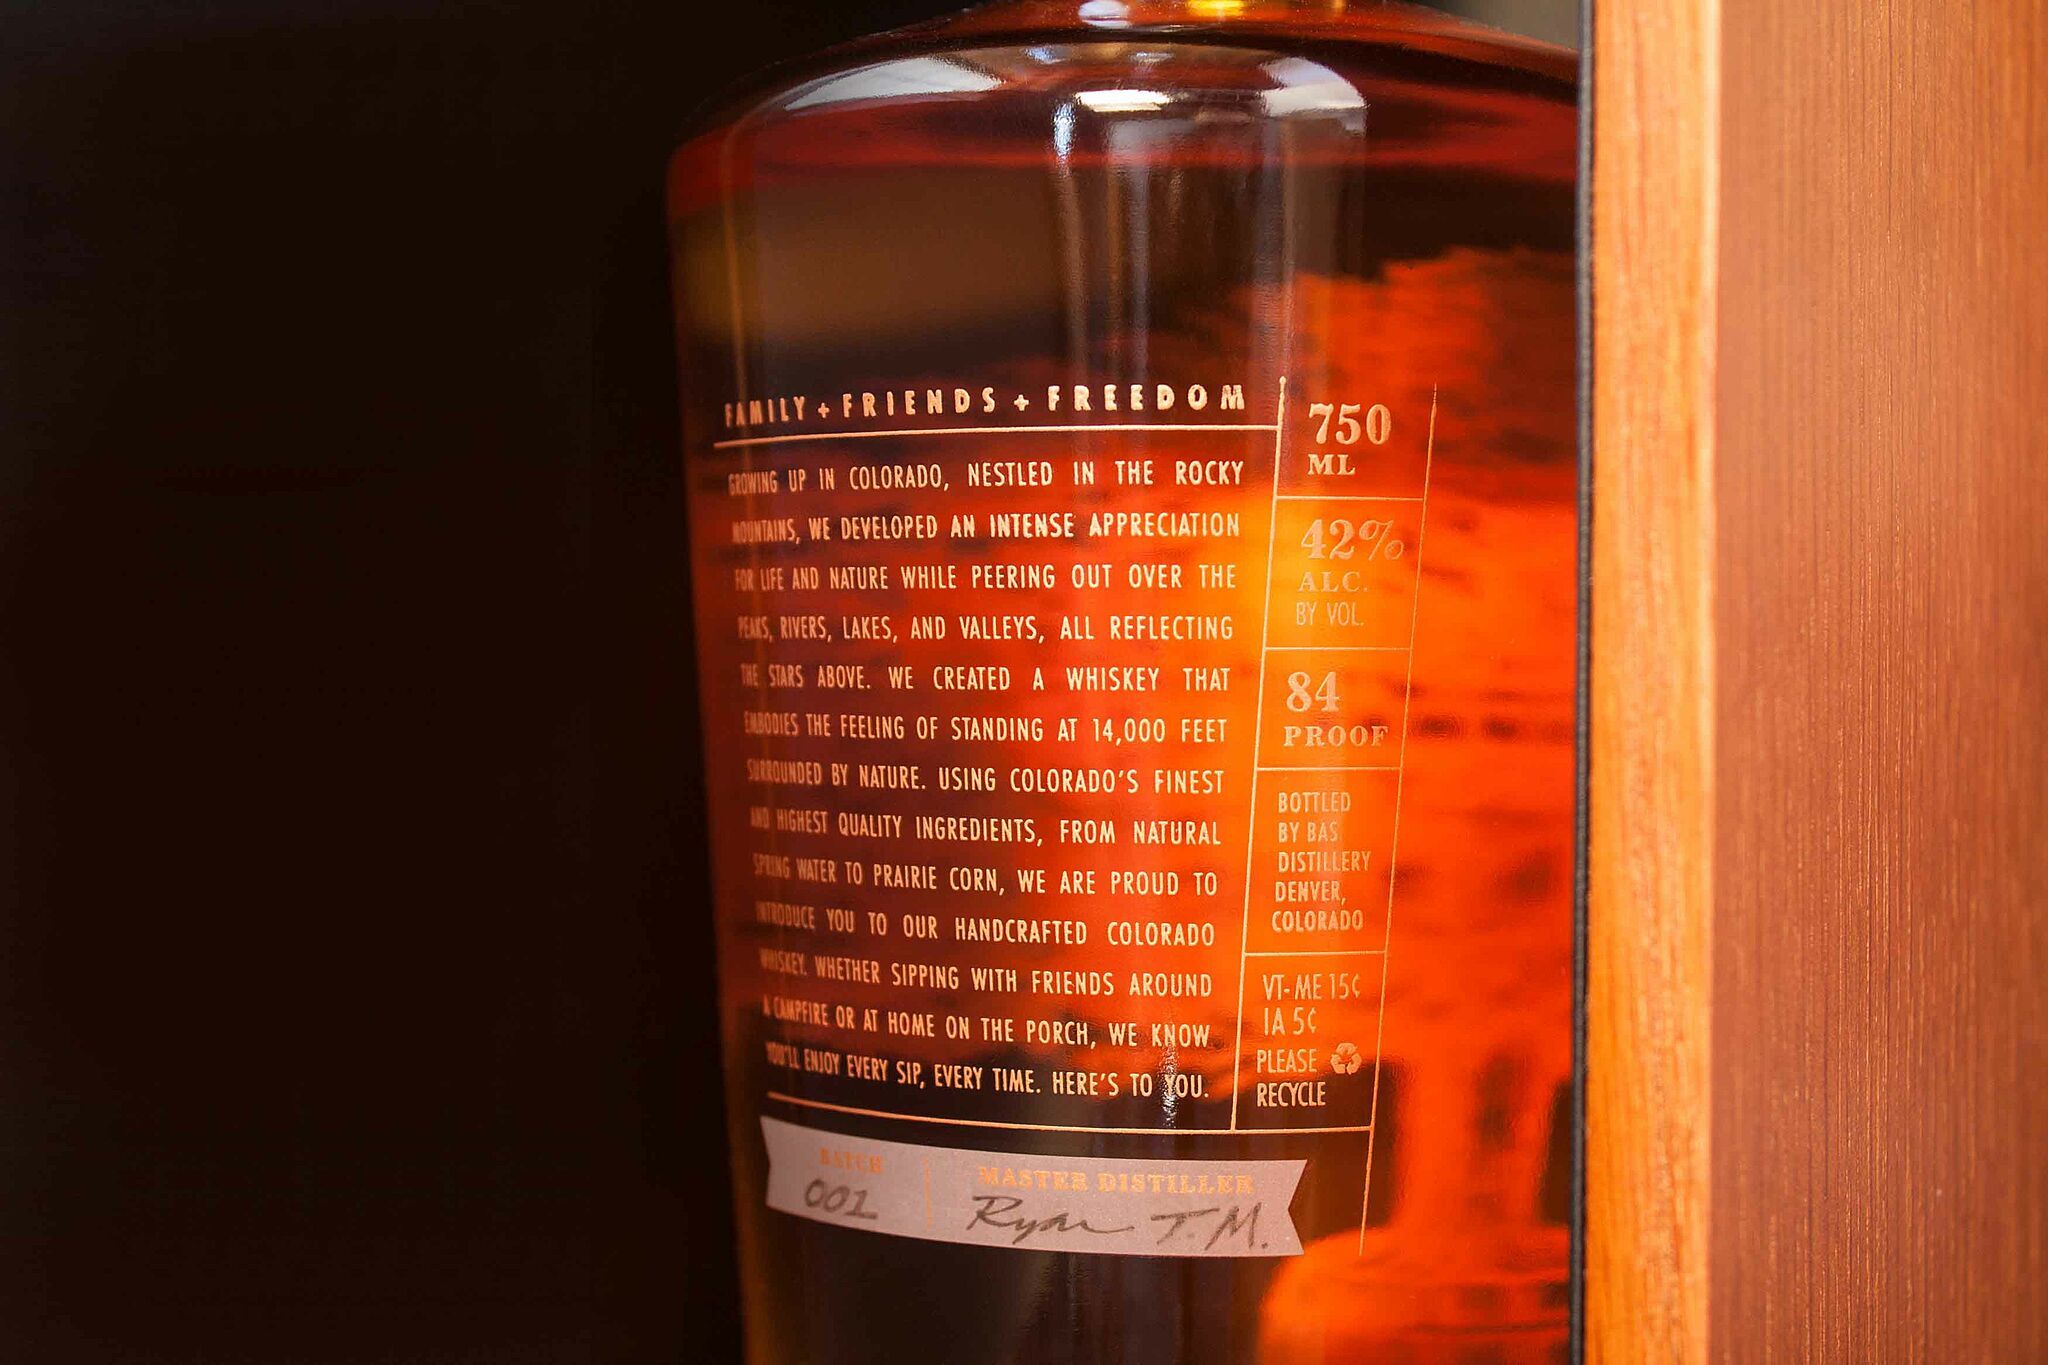 FAMILY + FRIENDS + FREEDOM
GROWING UP IN COLORADO, NESTLED IN THE ROCKY
MOUNTAINS, WE DEVELOPED AN INTENSE APPRECIATION
FOR LIFE AND NATURE WHILE PEERING OUT OVER THE
PEAKS, RIVERS, LAKES, AND VALLEYS, ALL REFLECTING
THE STARS ABOVE. WE CREATED A WHISKEY THAT
EMBODIES THE FEELING OF STANDING AT 14,000 FEET
SURROUNDED BY NATURE. USING COLORADO'S FINEST
AND HIGHEST QUALITY INGREDIENTS, FROM NATURAL
SPRING WATER TO PRAIRIE CORN, WE ARE PROUD TO
INTRODUCE YOU TO OUR HANDCRAFTED COLORADO
WHISKEY. WHETHER SIPPING WITH FRIENDS AROUND
A CAMPFIRE OR AT HOME ON THE PORCH, WE KNOW
YOU'LL ENJOY EVERY SIP, EVERY TIME. HERE'S TO YOU.
750
ML
42%
ALC.
BY VOL.
84
PROOF
BOTTLED
BY BAS
DISTILLERY
DENVER,
COLORADO
VT-ME 15¢
IA 5¢
PLEASE
RECYCLE
BATCH
001
MASTER DISTILLER
Ryan T.M.